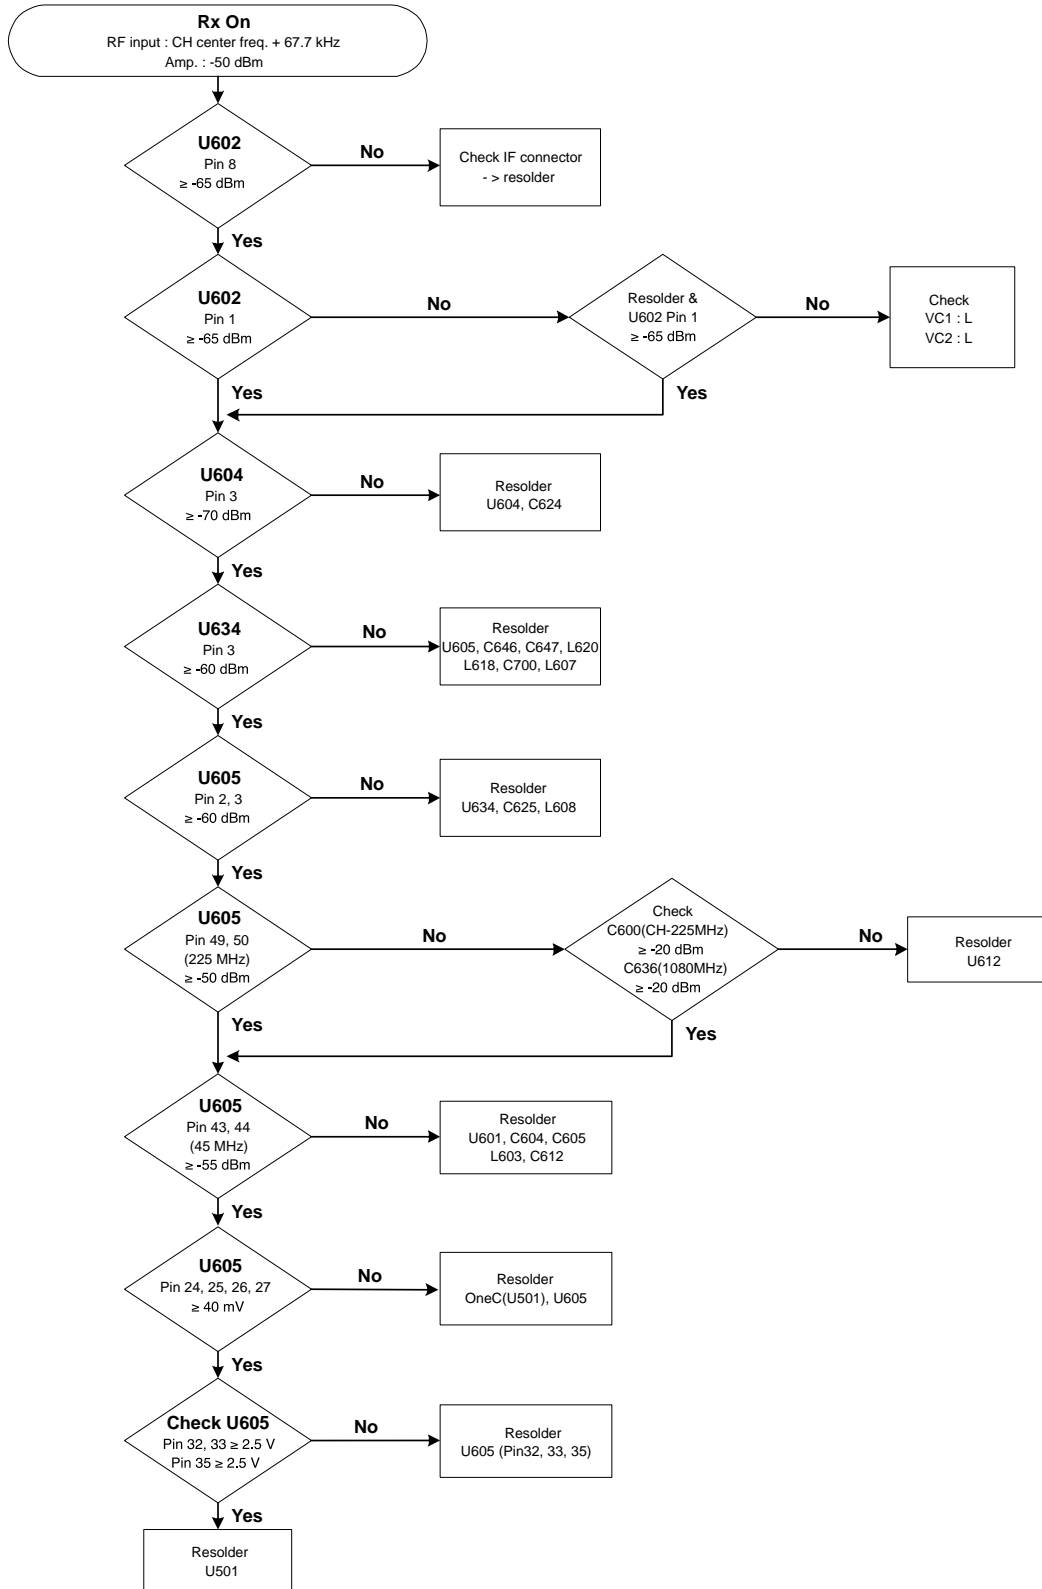 Rx On
RF input : CH center freq. + 67.7 kHz
Amp. : -50 dBm
U602
Pin 8
≥ -65 dBm
No
Check IF connector
- > resolder
Yes
U602
Pin 1
≥ -65 dBm
No
Resolder &
U602 Pin 1
≥ -65 dBm
No
Check
VC1 : L
VC2 : L
Yes
Yes
U604
Pin 3
≥ -70 dBm
No
Resolder
U604, C624
Yes
U634
Pin 3
≥ -60 dBm
No
Resolder
U605, C646, C647, L620
L618, C700, L607
Yes
U605
Pin 2, 3
≥ -60 dBm
No
Resolder
U634, C625, L608
Yes
U605
Pin 49, 50
(225 MHz)
≥ -50 dBm
No
Check
C600(CH-225MHz)
≥ -20 dBm
C636(1080MHz)
≥ -20 dBm
No
Resolder
U612
Yes
Yes
U605
Pin 43, 44
(45 MHz)
≥ -55 dBm
No
Resolder
U601, C604, C605
L603, C612
Yes
U605
Pin 24, 25, 26, 27
≥ 40 mV
No
Resolder
OneC(U501), U605
Yes
Check U605
Pin 32, 33 ≥ 2.5 V
Pin 35 ≥ 2.5 V
No
Resolder
U605 (Pin32, 33, 35)
Yes
Resolder
U501